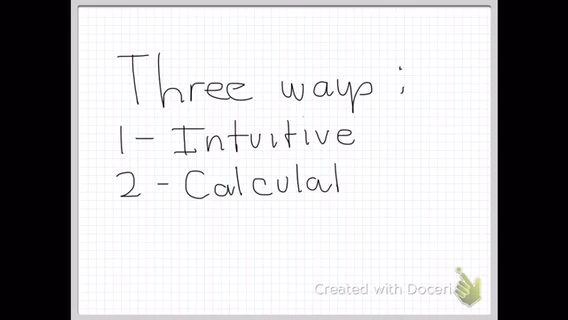 Three ways :
1 - Intuitive
2 - Calculal
Created with Doceri